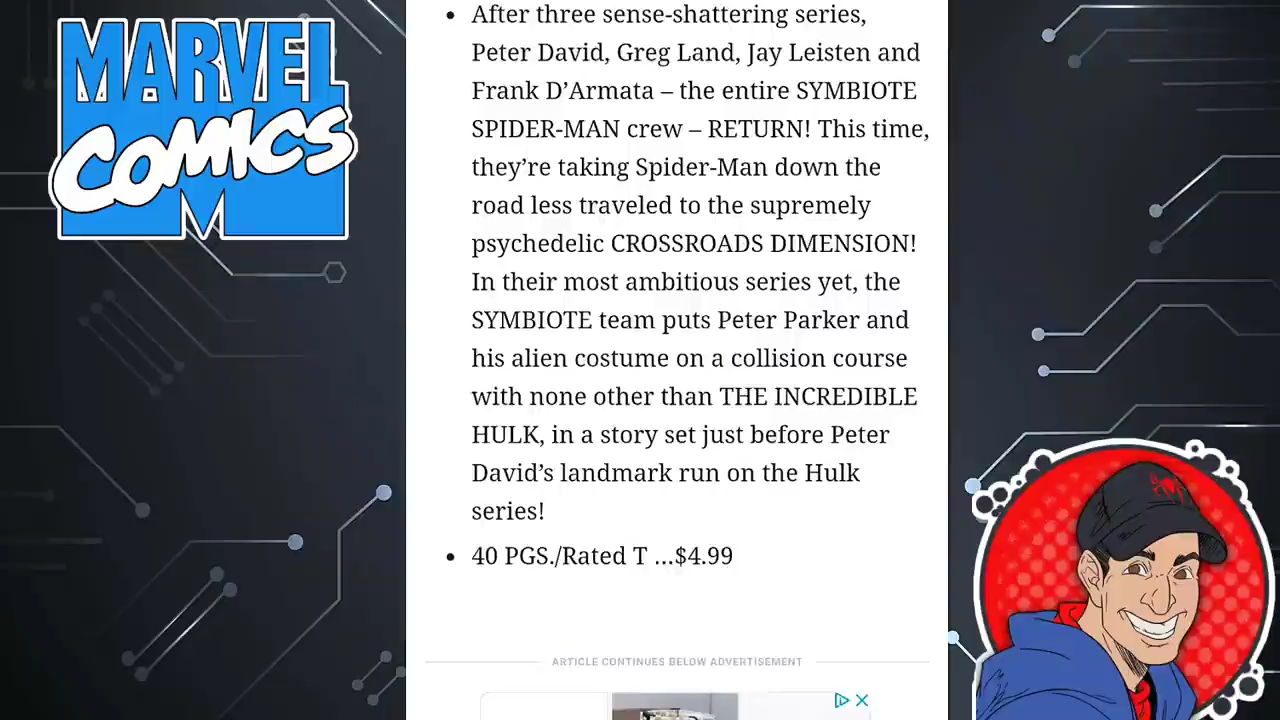 MARVEL
COMICS
M
After three sense-shattering series,
Peter David, Greg Land, Jay Leisten and
Frank D’Armata – the entire SYMBIOTE
SPIDER-MAN crew – RETURN! This time,
they’re taking Spider-Man down the
road less traveled to the supremely
psychedelic CROSSROADS DIMENSION!
In their most ambitious series yet, the
SYMBIOTE team puts Peter Parker and
his alien costume on a collision course
with none other than THE INCREDIBLE
HULK, in a story set just before Peter
David’s landmark run on the Hulk
series!
40 PGS./Rated T …$4.99
ARTICLE CONTINUES BELOW ADVERTISEMENT